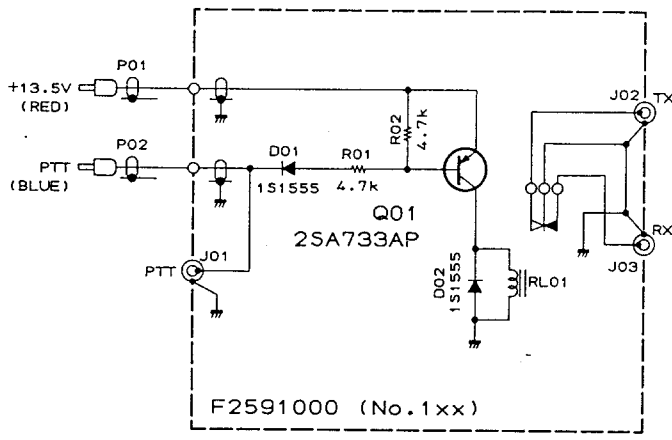 P01
+13.5V
(RED)
P02
PTT
(BLUE)
D01
1S1555
R01
4.7k
R02
4.7k
Q01
2SA733AP
J01
PTT
D02
1S1555
RL01
J02
TX
RX
J03
F2591000 (No.1xx)